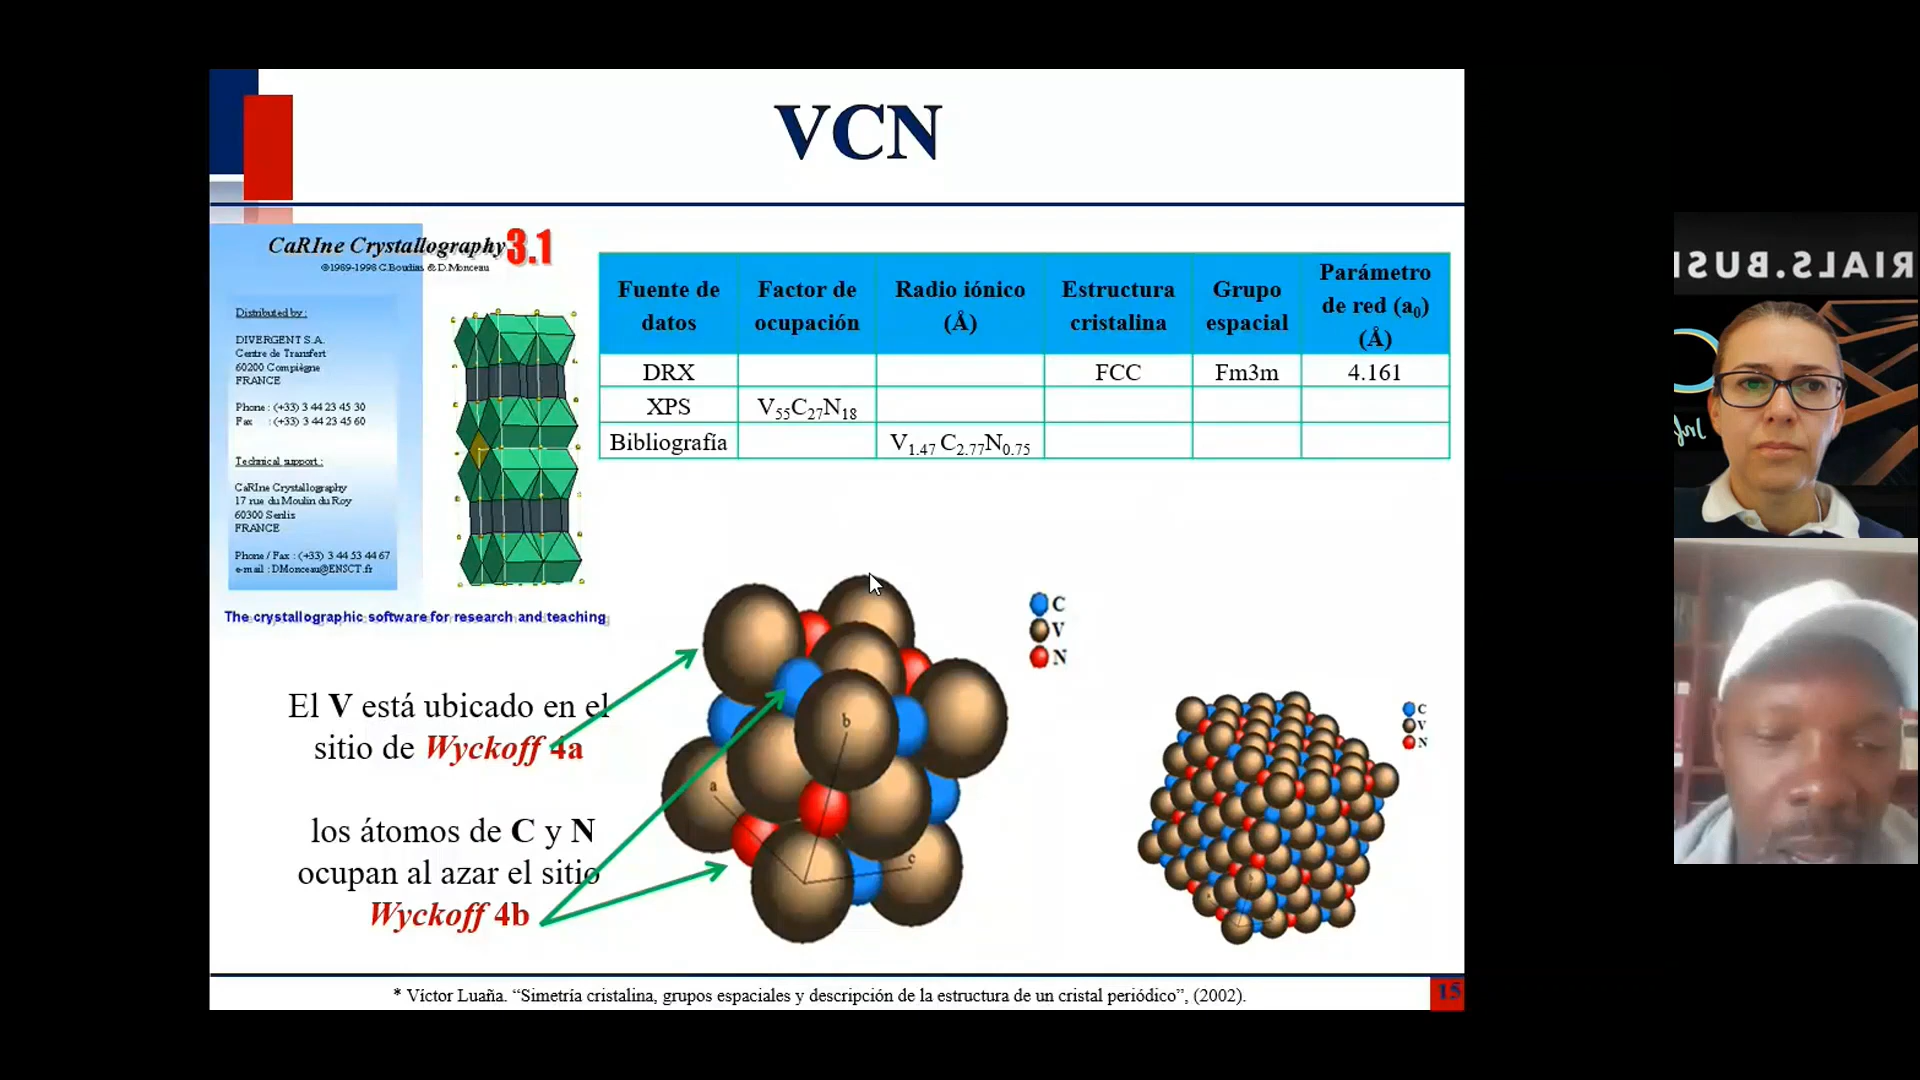 VCN
CaRIne Crystallography 3.1
©1989-1998 C.Boudias & D.Monceau
Distributed by :
DIVERGENT S.A.
Centre de Transfert
60200 Compiègne
FRANCE
Phone : (+33) 3 44 23 45 30
Fax : (+33) 3 44 23 45 60
Technical support :
CaRIne Crystallography
17 rue du Moulin du Roy
60300 Senlis
FRANCE
Phone / Fax : (+33) 3 44 53 44 67
e-mail : DMonceau@ENSCT.fr
The crystallographic software for research and teaching
Fuente de datos Factor de ocupación Radio iónico (Å) Estructura cristalina Grupo espacial Parámetro de red (a₀) (Å)
DRX FCC Fm3m 4.161
XPS V₅₅C₂₇N₁₈
Bibliografía V₁.₄₇ C₂.₇₇N₀.₇₅
C
V
N
b
a
c
El V está ubicado en el
sitio de Wyckoff 4a
los átomos de C y N
ocupan al azar el sitio
Wyckoff 4b
C
V
N
* Víctor Luaña. “Simetría cristalina, grupos espaciales y descripción de la estructura de un cristal periódico”, (2002).
15
RIALS.BUSI